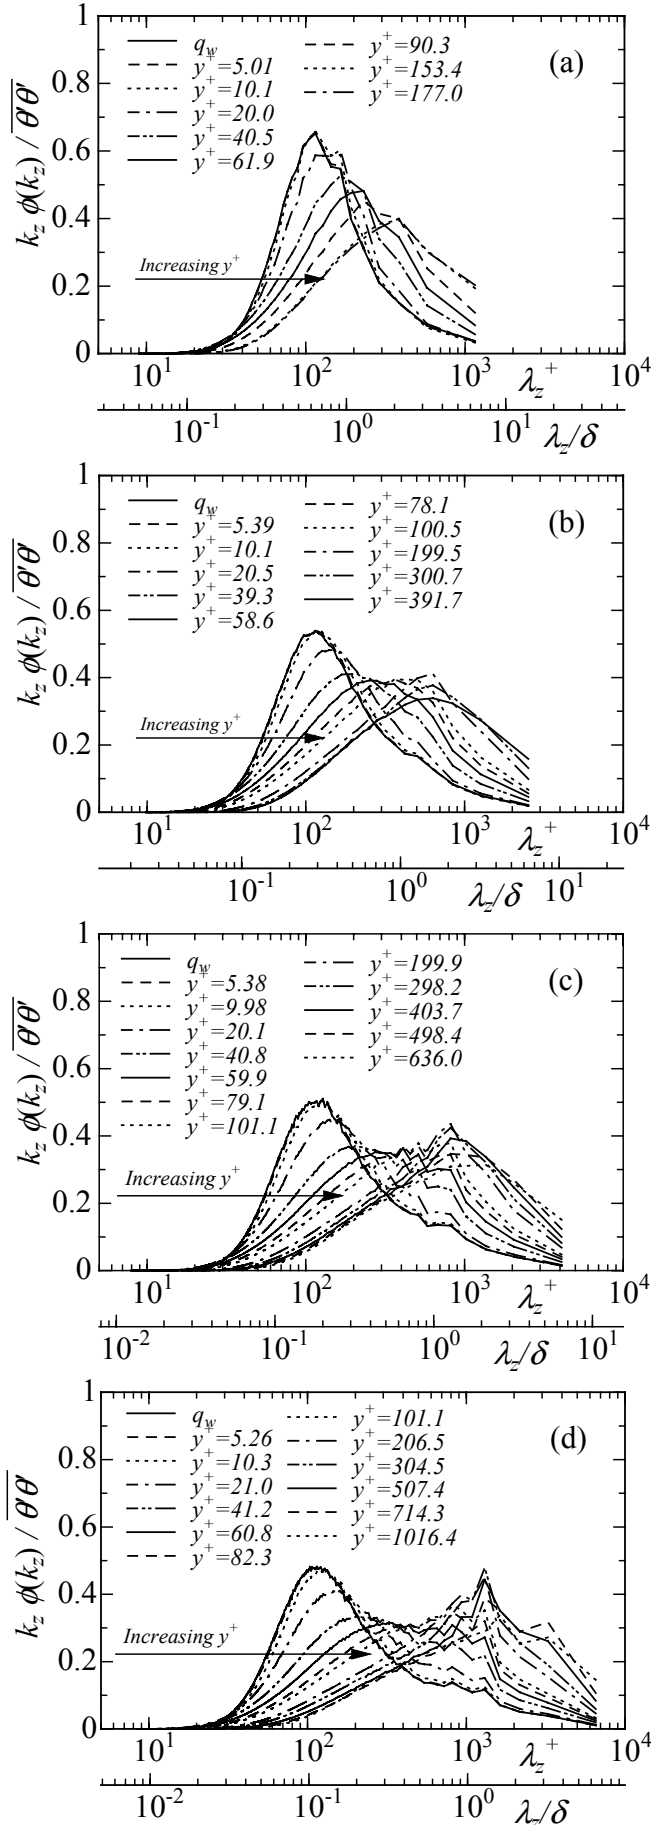 1
0.8
0.6
0.4
0.2
0
k_z ϕ(k_z) / θ'θ'
q_w
y^+=5.01
y^+=10.1
y^+=20.0
y^+=40.5
y^+=61.9
y^+=90.3
y^+=153.4
y^+=177.0
(a)
Increasing y^+
10^1 10^2 10^3 10^4
λ_z^+
10^-1 10^0 10^1
λ_z/δ
1
0.8
0.6
0.4
0.2
0
k_z ϕ(k_z) / θ'θ'
q_w
y^+=5.39
y^+=10.1
y^+=20.5
y^+=39.3
y^+=58.6
y^+=78.1
y^+=100.5
y^+=199.5
y^+=300.7
y^+=391.7
(b)
Increasing y^+
10^1 10^2 10^3 10^4
λ_z^+
10^-1 10^0 10^1
λ_z/δ
1
0.8
0.6
0.4
0.2
0
k_z ϕ(k_z) / θ'θ'
q_w
y^+=5.38
y^+=9.98
y^+=20.1
y^+=40.8
y^+=59.9
y^+=79.1
y^+=101.1
y^+=199.9
y^+=298.2
y^+=403.7
y^+=498.4
y^+=636.0
(c)
Increasing y^+
10^1 10^2 10^3 10^4
λ_z^+
10^-2 10^-1 10^0 10^1
λ_z/δ
1
0.8
0.6
0.4
0.2
0
k_z ϕ(k_z) / θ'θ'
q_w
y^+=5.26
y^+=10.3
y^+=21.0
y^+=41.2
y^+=60.8
y^+=82.3
y^+=101.1
y^+=206.5
y^+=304.5
y^+=507.4
y^+=714.3
y^+=1016.4
(d)
Increasing y^+
10^1 10^2 10^3 10^4
λ_z^+
10^-2 10^-1 10^0
λ_z/δ